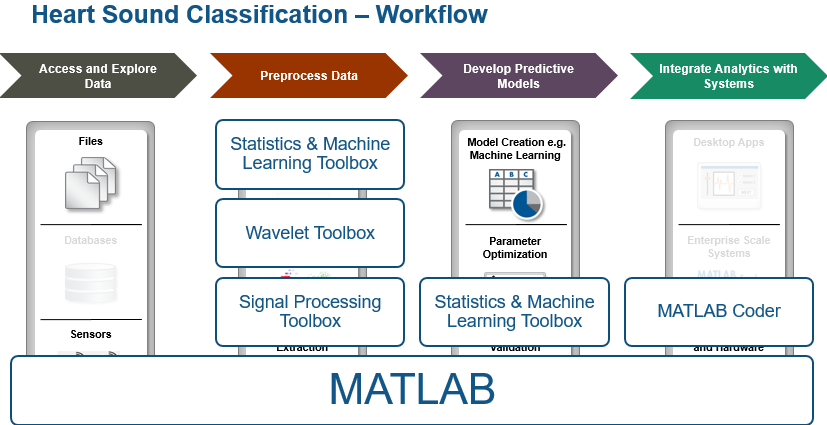 Heart Sound Classification – Workflow
Access and Explore
Data
Preprocess Data
Develop Predictive
Models
Integrate Analytics with
Systems
Files
Databases
Sensors
Statistics & Machine
Learning Toolbox
Wavelet Toolbox
Signal Processing
Toolbox
Extraction
Model Creation e.g.
Machine Learning
A B C
Parameter
Optimization
Statistics & Machine
Learning Toolbox
Validation
Desktop Apps
Enterprise Scale
Systems
MATLAB
MATLAB Coder
and Hardware
MATLAB